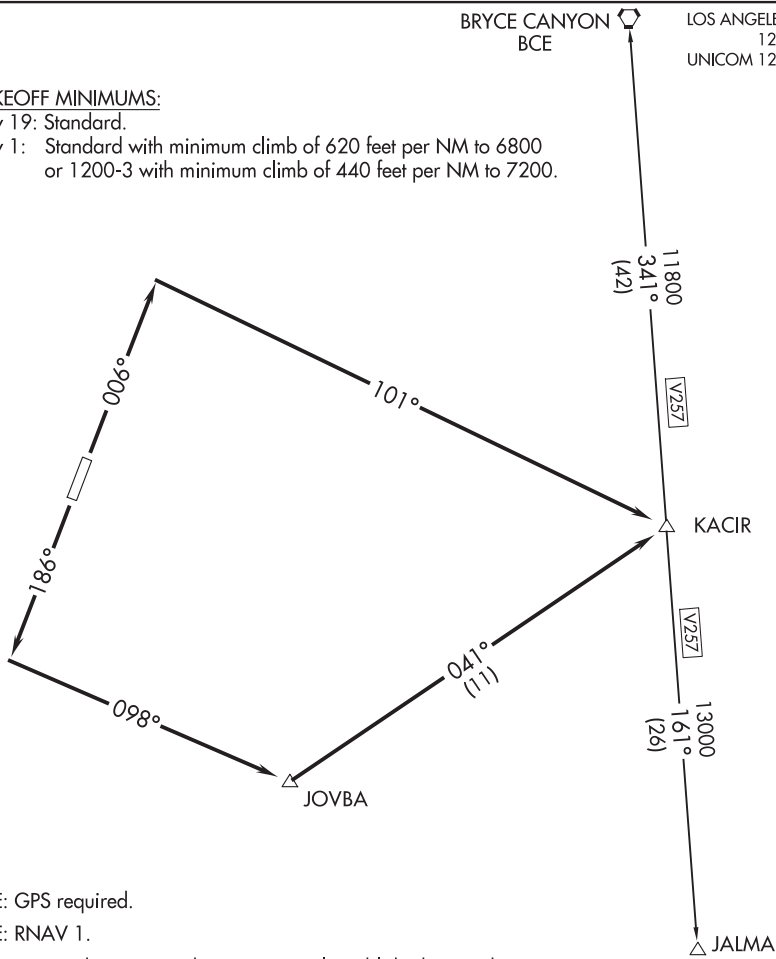 BRYCE CANYON
BCE
LOS ANGELE
12
UNICOM 12
KEOFF MINIMUMS:
y 19: Standard.
y 1: Standard with minimum climb of 620 feet per NM to 6800
or 1200-3 with minimum climb of 440 feet per NM to 7200.
11800
341°
(42)
006°
101°
V257
KACIR
186°
V257
041°
(11)
098°
13000
161°
(26)
JOVBA
E: GPS required.
E: RNAV 1.
JALMA